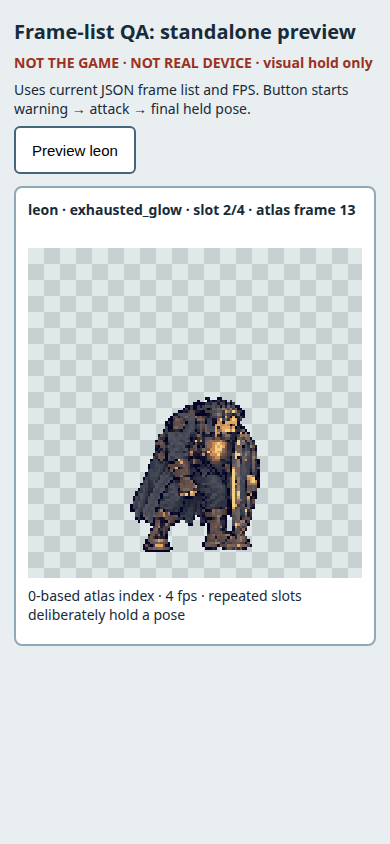 Frame-list QA: standalone preview
NOT THE GAME · NOT REAL DEVICE · visual hold only
Uses current JSON frame list and FPS. Button starts
warning → attack → final held pose.
Preview leon
leon · exhausted_glow · slot 2/4 · atlas frame 13
0-based atlas index · 4 fps · repeated slots
deliberately hold a pose